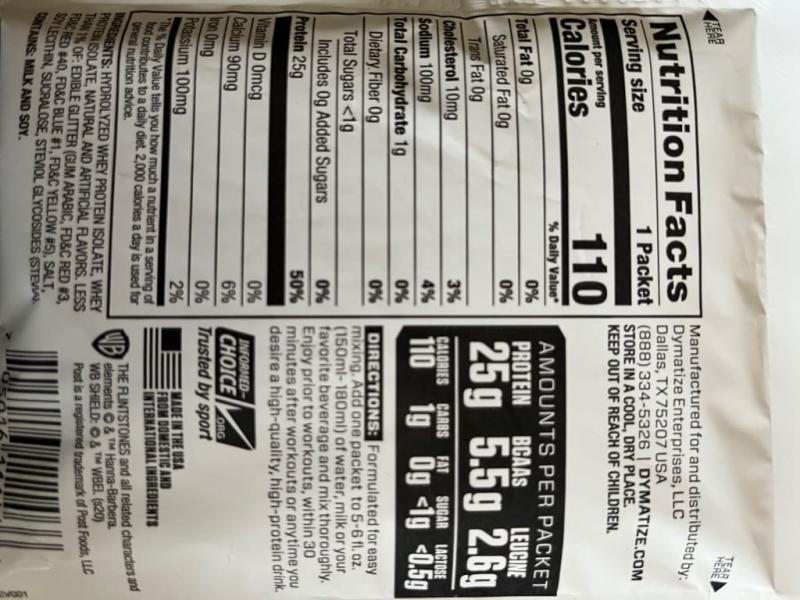 TEAR HERE
Nutrition Facts
Serving size 1 Packet
Amount per serving
Calories 110
% Daily Value*
Total Fat 0g 0%
Saturated Fat 0g 0%
Trans Fat 0g
Cholesterol 10mg 3%
Sodium 100mg 4%
Total Carbohydrate 1g 0%
Dietary Fiber 0g 0%
Total Sugars <1g
Includes 0g Added Sugars 0%
Protein 25g 50%
Vitamin D 0mcg 0%
Calcium 90mg 6%
Iron 0mg 0%
Potassium 100mg 2%
*The % Daily Value tells you how much a nutrient in a serving of
food contributes to a daily diet. 2,000 calories a day is used for
general nutrition advice.
INGREDIENTS: HYDROLYZED WHEY PROTEIN ISOLATE, WHEY
PROTEIN ISOLATE, NATURAL AND ARTIFICIAL FLAVORS. LESS
THAN 1% OF: EDIBLE GLITTER (GUM ARABIC, FD&C RED #3,
FD&C RED #40, FD&C BLUE #1, FD&C YELLOW #5), SALT,
SOY LECITHIN, SUCRALOSE, STEVIOL GLYCOSIDES
CONTAINS: MILK AND SOY.
TEAR HERE
Manufactured for and distributed by:
Dymatize Enterprises, LLC
Dallas, TX 75207 USA
(888) 334-5326 | DYMATIZE.COM
STORE IN A COOL, DRY PLACE.
KEEP OUT OF REACH OF CHILDREN.
AMOUNTS PER PACKET
PROTEIN BCAAS LEUCINE
25g 5.5g 2.6g
CALORIES CARBS FAT SUGAR LACTOSE
110 1g 0g <1g <0.5g
DIRECTIONS: Formulated for easy
mixing. Add one packet to 5-6 fl. oz.
(150ml-180ml) of water, milk or your
favorite beverage and mix thoroughly.
Enjoy prior to workouts, within 30
minutes after workouts or anytime you
desire a high-quality, high-protein drink.
INFORMED-
CHOICE
.ORG
Trusted by sport
MADE IN THE USA
FROM DOMESTIC AND
INTERNATIONAL INGREDIENTS
WB
THE FLINTSTONES and all related characters and
elements © & ™ Hanna-Barbera.
WB SHIELD: © & ™ WBEI. (s20)
Post is a registered trademark of Post Foods, LLC